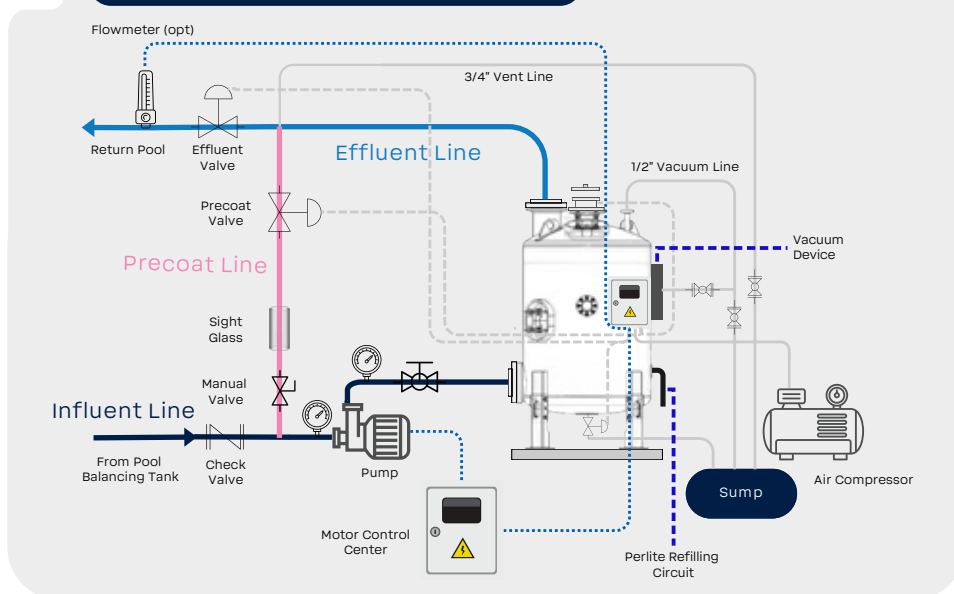 Flowmeter (opt)
3/4" Vent Line
Return Pool
Effluent
Valve
Effluent Line
1/2" Vacuum Line
Precoat
Valve
Vacuum
Device
Precoat Line
Sight
Glass
Manual
Valve
Influent Line
From Pool
Balancing Tank
Check
Valve
Pump
Sump
Air Compressor
Motor Control
Center
Perlite Refilling
Circuit